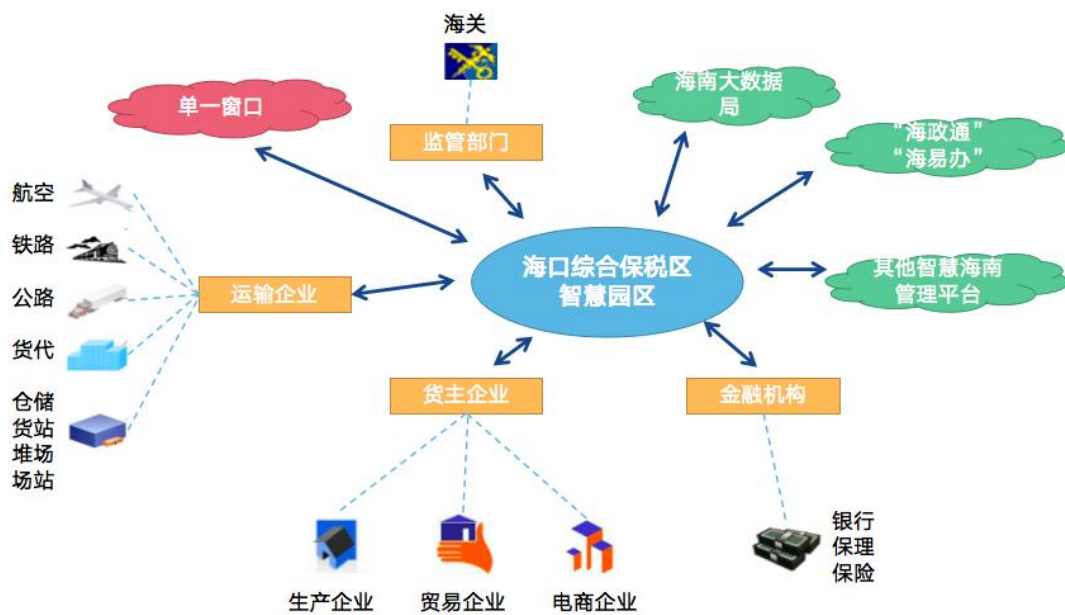 海关
单一窗口
监管部门
海南大数据
局
“海政通”
“海易办”
航空
铁路
公路
货代
仓储
货站
堆场
场站
运输企业
海口综合保税区
智慧园区
其他智慧海南
管理平台
货主企业
金融机构
生产企业
贸易企业
电商企业
银行
保理
保险